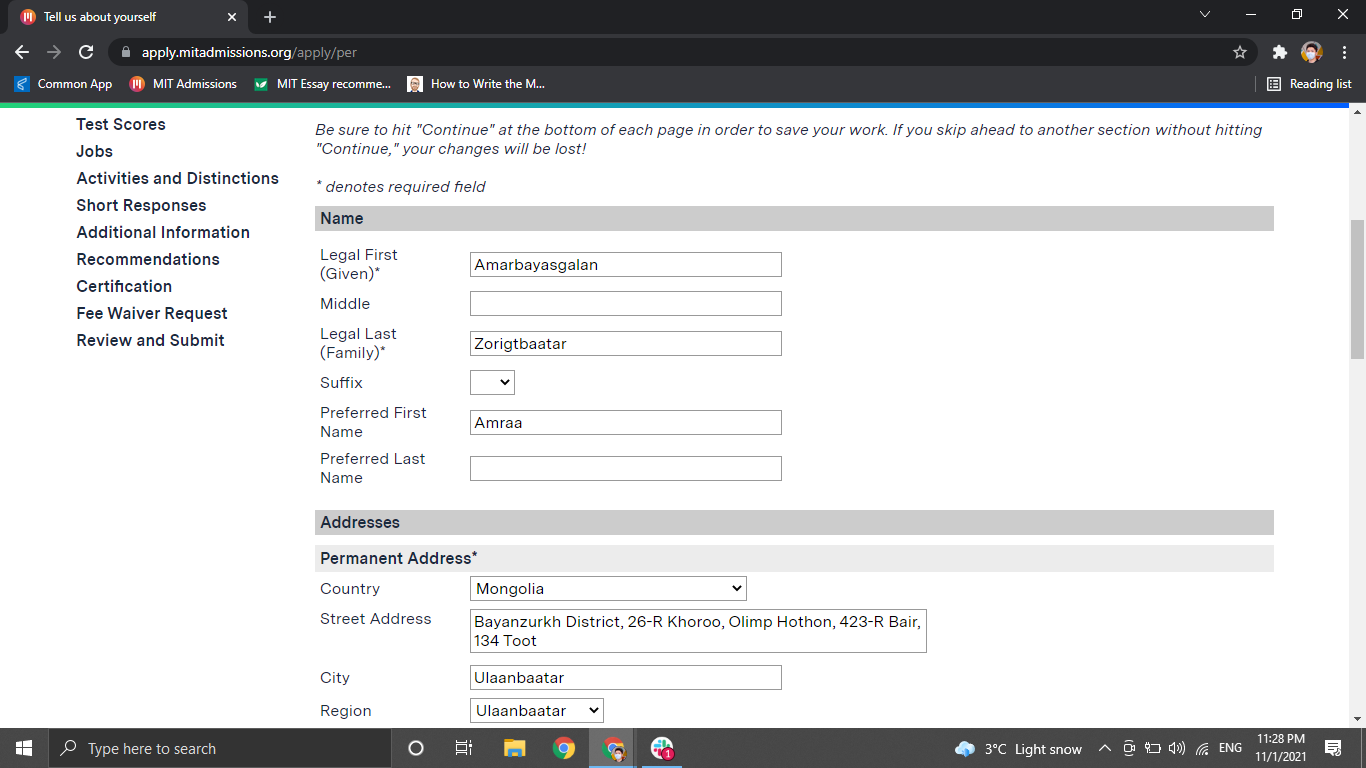 Tell us about yourself
apply.mitadmissions.org/apply/per
Common App
MIT Admissions
MIT Essay recomme...
How to Write the M...
Reading list
Test Scores
Jobs
Activities and Distinctions
Short Responses
Additional Information
Recommendations
Certification
Fee Waiver Request
Review and Submit
Be sure to hit "Continue" at the bottom of each page in order to save your work. If you skip ahead to another section without hitting
"Continue," your changes will be lost!
* denotes required field
Name
Legal First
(Given)*
Amarbayasgalan
Middle
Legal Last
(Family)*
Zorigtbaatar
Suffix
Preferred First
Name
Amraa
Preferred Last
Name
Addresses
Permanent Address*
Country
Mongolia
Street Address
Bayanzurkh District, 26-R Khoroo, Olimp Hothon, 423-R Bair,
134 Toot
City
Ulaanbaatar
Region
Ulaanbaatar
Type here to search
1
3°C Light snow
ENG
11:28 PM
11/1/2021